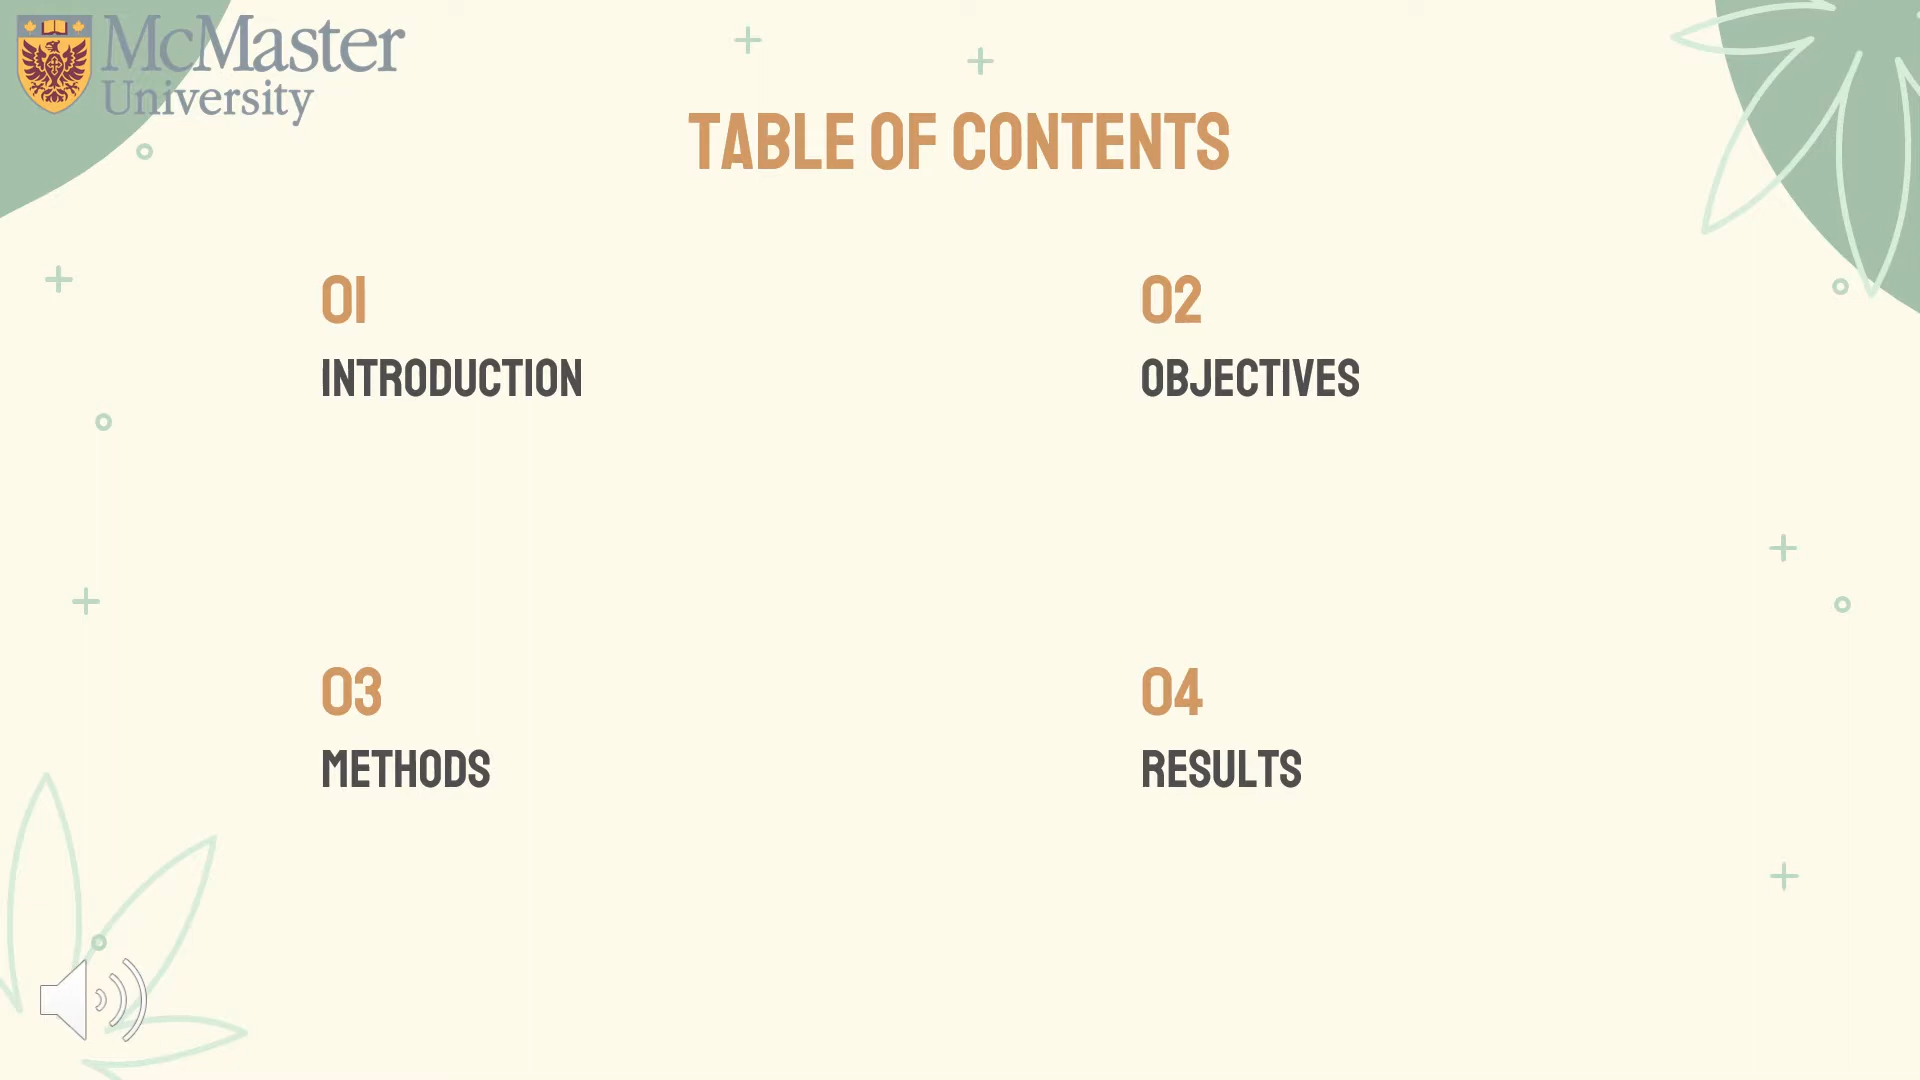 McMaster
University
TABLE OF CONTENTS
01
INTRODUCTION
02
OBJECTIVES
03
METHODS
04
RESULTS